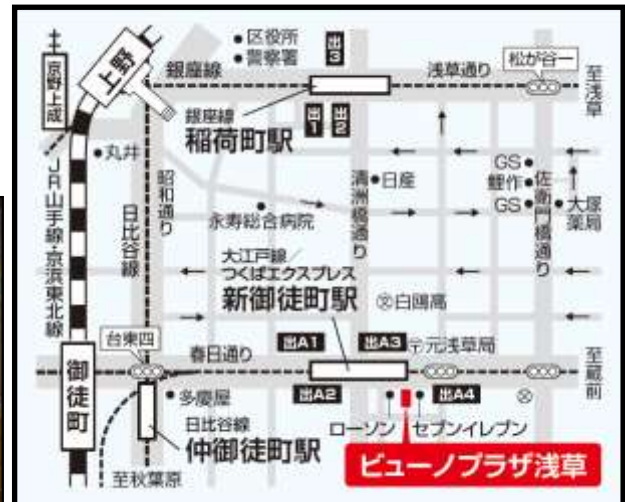 区役所
警察署
出3
松が谷一
上野
京成上野
銀座線
浅草通り
至浅草
銀座線
稲荷町駅
出1
出2
丸井
JR山手線・京浜東北線
日比谷線
昭和通り
永寿総合病院
清洲橋通り
日産
GS
鯉作
GS
佐衛門橋通り
大塚薬局
大江戸線/
つくばエクスプレス
新御徒町駅
文白鴎高
台東四
春日通り
出A1
出A3
〒元浅草局
至蔵前
御徒町
多慶屋
出A2
出A4
日比谷線
仲御徒町駅
ローソン
セブンイレブン
至秋葉原
ビューノプラザ浅草